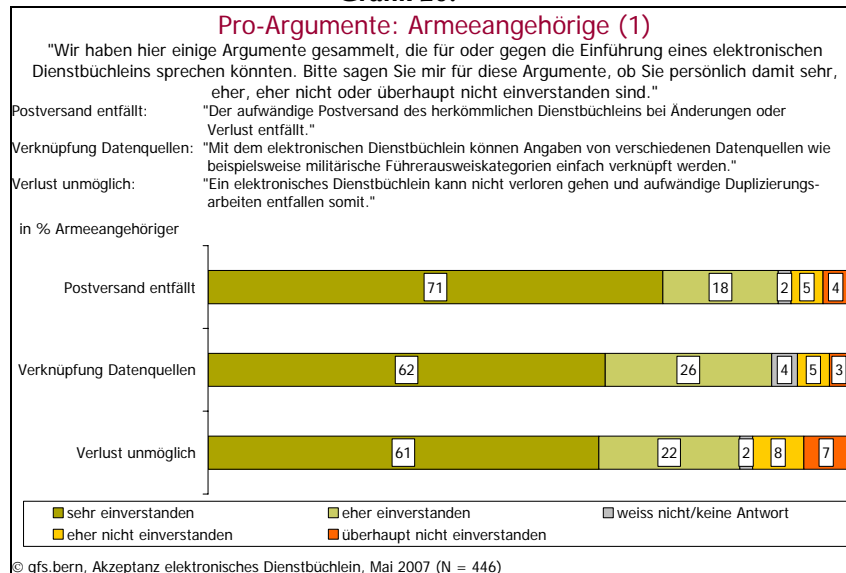 Pro-Argumente: Armeeangehörige (1)
"Wir haben hier einige Argumente gesammelt, die für oder gegen die Einführung eines elektronischen
Dienstbüchleins sprechen könnten. Bitte sagen Sie mir für diese Argumente, ob Sie persönlich damit sehr,
eher, eher nicht oder überhaupt nicht einverstanden sind."
Postversand entfällt: "Der aufwändige Postversand des herkömmlichen Dienstbüchleins bei Änderungen oder
Verlust entfällt."
Verknüpfung Datenquellen: "Mit dem elektronischen Dienstbüchlein können Angaben von verschiedenen Datenquellen wie
beispielsweise militärische Führerausweiskategorien einfach verknüpft werden."
Verlust unmöglich: "Ein elektronisches Dienstbüchlein kann nicht verloren gehen und aufwändige Duplizierungs-
arbeiten entfallen somit."
in % Armeeangehöriger
Postversand entfällt 71 18 2 5 4
Verknüpfung Datenquellen 62 26 4 5 3
Verlust unmöglich 61 22 2 8 7
sehr einverstanden eher einverstanden weiss nicht/keine Antwort
eher nicht einverstanden überhaupt nicht einverstanden
© gfs.bern, Akzeptanz elektronisches Dienstbüchlein, Mai 2007 (N = 446)